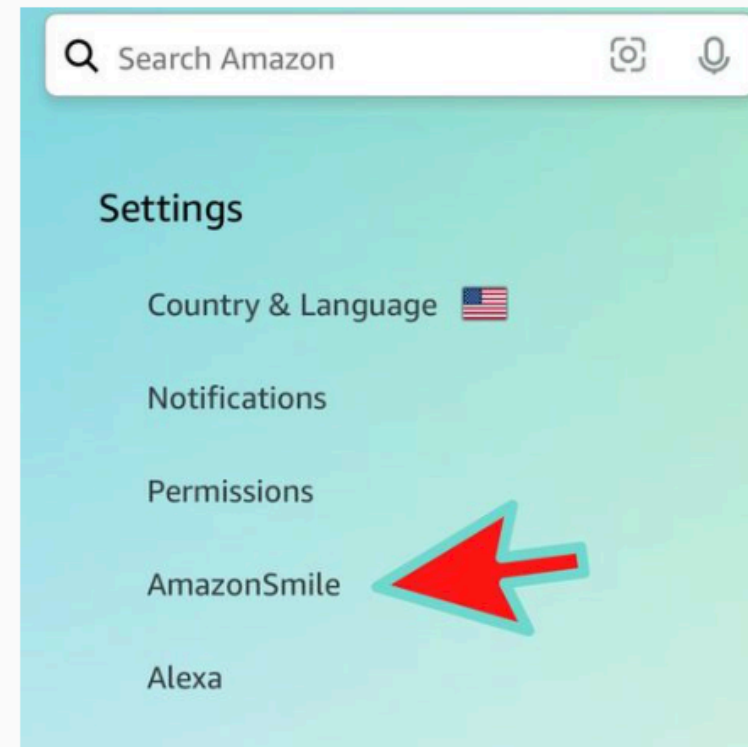 Search Amazon
Settings
Country & Language
Notifications
Permissions
AmazonSmile
Alexa